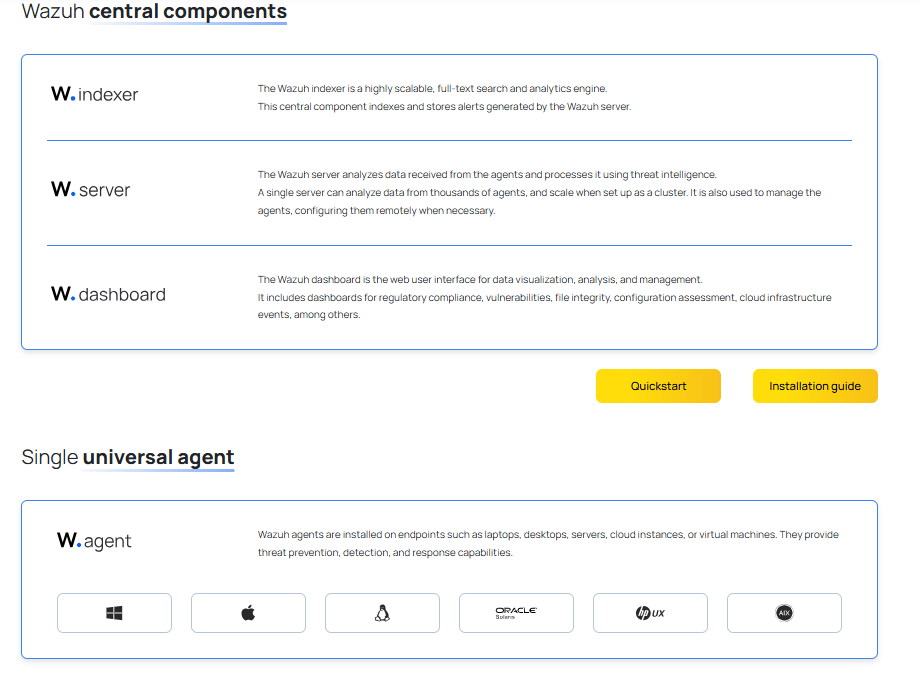 Wazuh central components
W. indexer
The Wazuh indexer is a highly scalable, full-text search and analytics engine.
This central component indexes and stores alerts generated by the Wazuh server.
W. server
The Wazuh server analyzes data received from the agents and processes it using threat intelligence.
A single server can analyze data from thousands of agents, and scale when set up as a cluster. It is also used to manage the
agents, configuring them remotely when necessary.
W. dashboard
The Wazuh dashboard is the web user interface for data visualization, analysis, and management.
It includes dashboards for regulatory compliance, vulnerabilities, file integrity, configuration assessment, cloud infrastructure
events, among others.
Quickstart
Installation guide
Single universal agent
W. agent
Wazuh agents are installed on endpoints such as laptops, desktops, servers, cloud instances, or virtual machines. They provide
threat prevention, detection, and response capabilities.
ORACLE
Solaris
hp UX
AIX